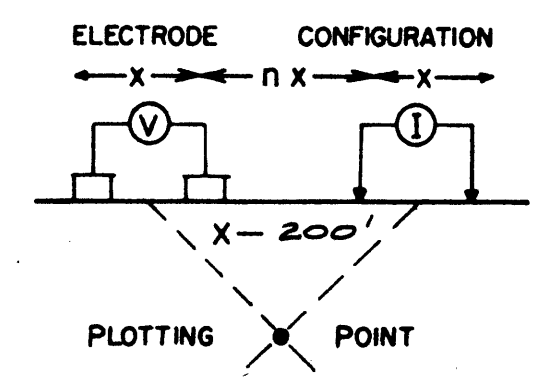 ELECTRODE CONFIGURATION
X n X X
V I
X — 200'
PLOTTING POINT